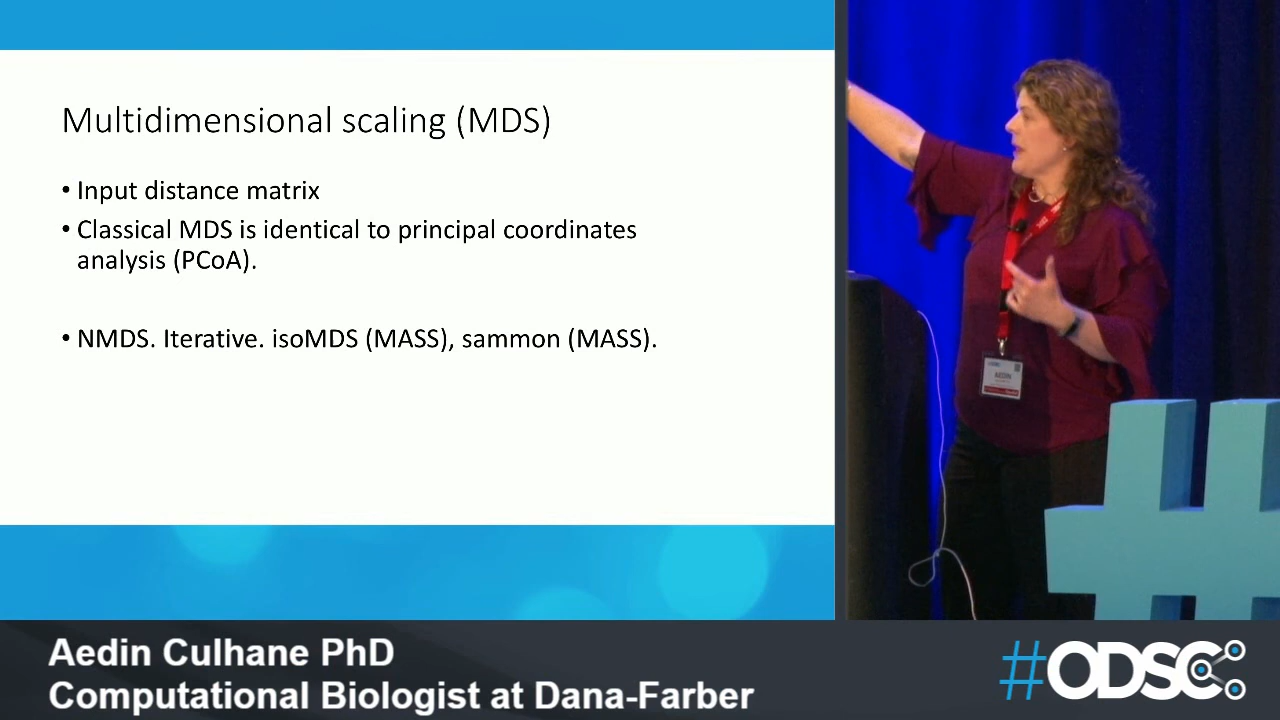 Multidimensional scaling (MDS)
• Input distance matrix
• Classical MDS is identical to principal coordinates
analysis (PCoA).
• NMDS. Iterative. isoMDS (MASS), sammon (MASS).
AEDIN
#
Aedin Culhane PhD
Computational Biologist at Dana-Farber
#ODSC